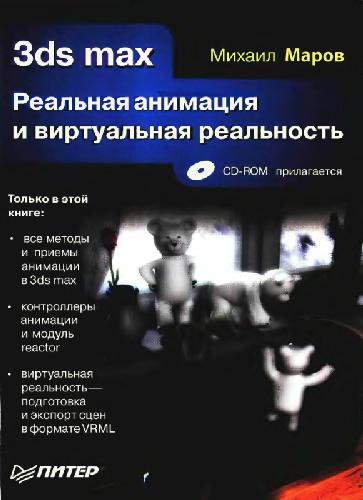 3ds max
Михаил Маров
Реальная анимация
и виртуальная реальность
CD-ROM прилагается
Только в этой
книге:
• все методы
и приемы
анимации
в 3ds max
• контроллеры
анимации
и модуль
reactor
• виртуальная
реальность—
подготовка
и экспорт сцен
в формате VRML
ПИТЕР